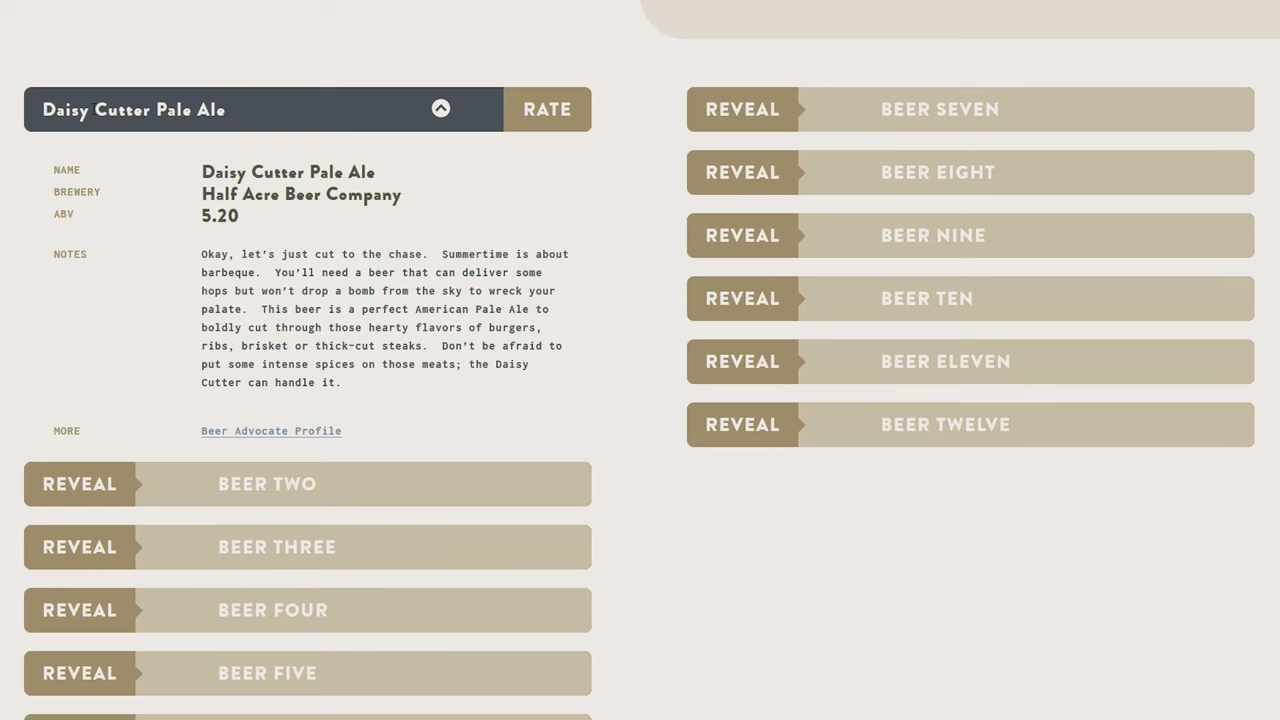 Daisy Cutter Pale Ale
RATE
NAME
Daisy Cutter Pale Ale
BREWERY
Half Acre Beer Company
ABV
5.20
NOTES
Okay, let's just cut to the chase.  Summertime is about
barbeque.  You'll need a beer that can deliver some
hops but won't drop a bomb from the sky to wreck your
palate.  This beer is a perfect American Pale Ale to
boldly cut through those hearty flavors of burgers,
ribs, brisket or thick-cut steaks.  Don't be afraid to
put some intense spices on those meats; the Daisy
Cutter can handle it.
MORE
Beer Advocate Profile
REVEAL BEER TWO
REVEAL BEER THREE
REVEAL BEER FOUR
REVEAL BEER FIVE
REVEAL BEER SEVEN
REVEAL BEER EIGHT
REVEAL BEER NINE
REVEAL BEER TEN
REVEAL BEER ELEVEN
REVEAL BEER TWELVE